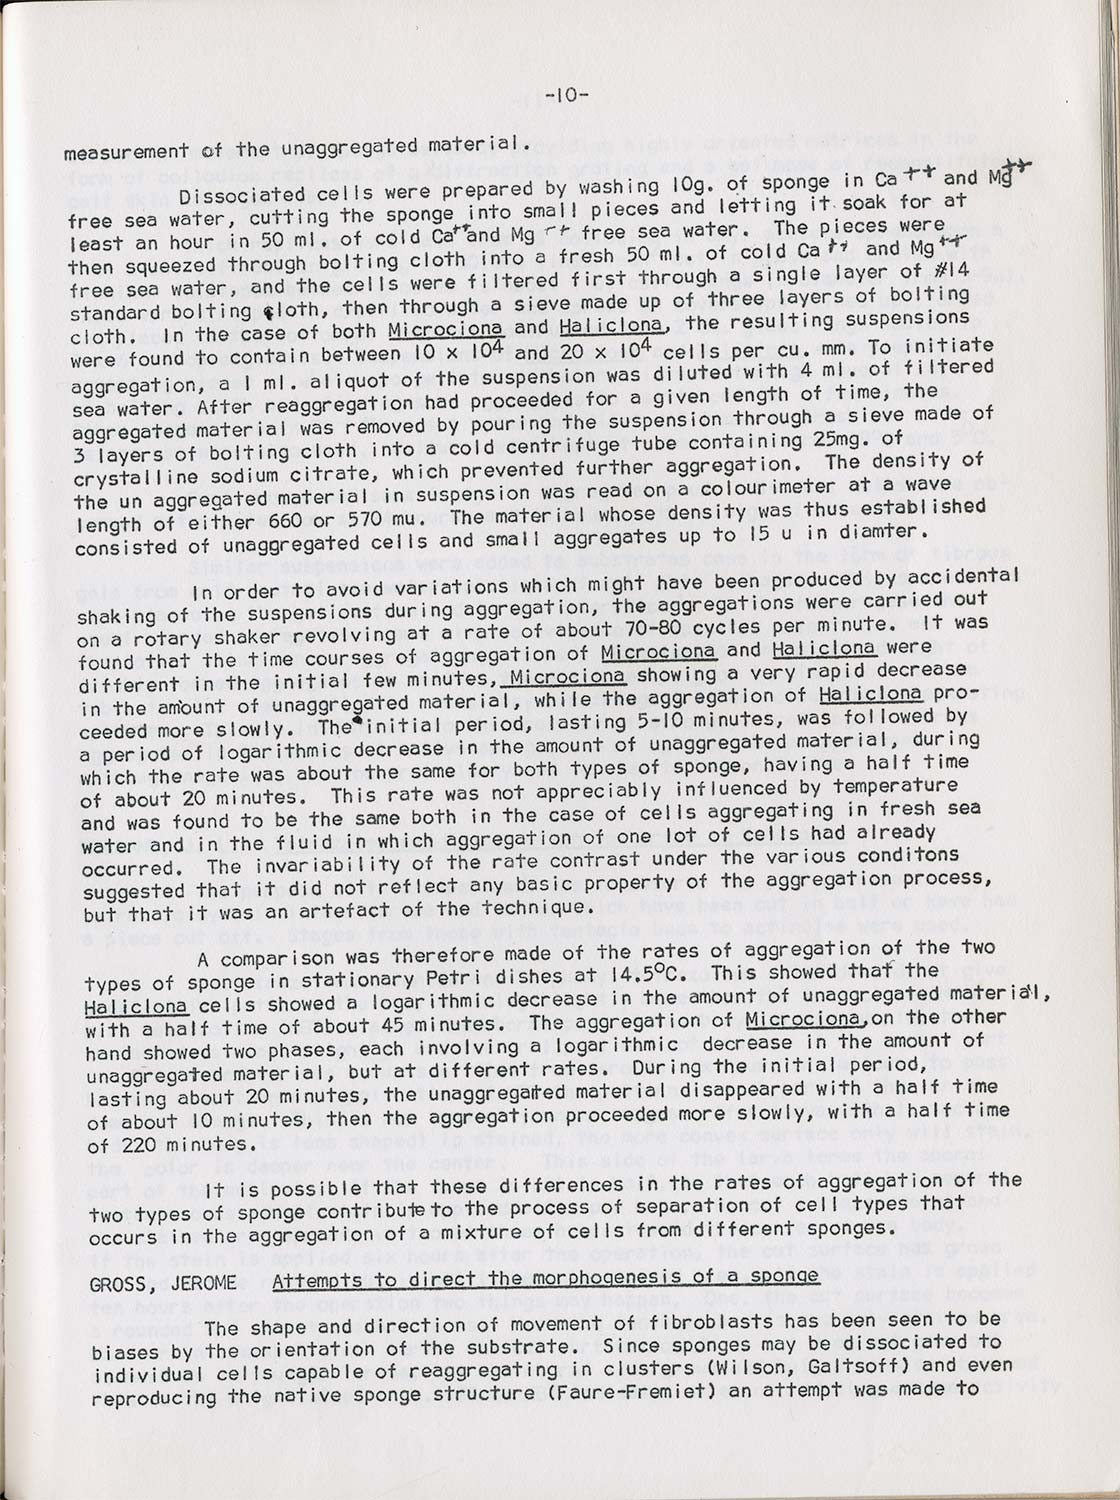 -10-
measurement of the unaggregated material.
Dissociated cells were prepared by washing 10g. of sponge in Ca++ and Mg++
free sea water, cutting the sponge into small pieces and letting it soak for at
least an hour in 50 ml. of cold Ca++and Mg ++ free sea water. The pieces were
then squeezed through bolting cloth into a fresh 50 ml. of cold Ca++ and Mg++
free sea water, and the cells were filtered first through a single layer of #14
standard bolting cloth, then through a sieve made up of three layers of bolting
cloth. In the case of both Microciona and Haliclona, the resulting suspensions
were found to contain between 10 x 10⁴ and 20 x 10⁴ cells per cu. mm. To initiate
aggregation, a 1 ml. aliquot of the suspension was diluted with 4 ml. of filtered
sea water. After reaggregation had proceeded for a given length of time, the
aggregated material was removed by pouring the suspension through a sieve made of
3 layers of bolting cloth into a cold centrifuge tube containing 25mg. of
crystalline sodium citrate, which prevented further aggregation. The density of
the un aggregated material in suspension was read on a colourimeter at a wave
length of either 660 or 570 mu. The material whose density was thus established
consisted of unaggregated cells and small aggregates up to 15 u in diamter.
In order to avoid variations which might have been produced by accidental
shaking of the suspensions during aggregation, the aggregations were carried out
on a rotary shaker revolving at a rate of about 70-80 cycles per minute. It was
found that the time courses of aggregation of Microciona and Haliclona were
different in the initial few minutes, Microciona showing a very rapid decrease
in the amount of unaggregated material, while the aggregation of Haliclona pro-
ceeded more slowly. The initial period, lasting 5-10 minutes, was followed by
a period of logarithmic decrease in the amount of unaggregated material, during
which the rate was about the same for both types of sponge, having a half time
of about 20 minutes. This rate was not appreciably influenced by temperature
and was found to be the same both in the case of cells aggregating in fresh sea
water and in the fluid in which aggregation of one lot of cells had already
occurred. The invariability of the rate contrast under the various conditons
suggested that it did not reflect any basic property of the aggregation process,
but that it was an artefact of the technique.
A comparison was therefore made of the rates of aggregation of the two
types of sponge in stationary Petri dishes at 14.5°C. This showed that the
Haliclona cells showed a logarithmic decrease in the amount of unaggregated material,
with a half time of about 45 minutes. The aggregation of Microciona,on the other
hand showed two phases, each involving a logarithmic decrease in the amount of
unaggregated material, but at different rates. During the initial period,
lasting about 20 minutes, the unaggregated material disappeared with a half time
of about 10 minutes, then the aggregation proceeded more slowly, with a half time
of 220 minutes.
It is possible that these differences in the rates of aggregation of the
two types of sponge contribute to the process of separation of cell types that
occurs in the aggregation of a mixture of cells from different sponges.
GROSS, JEROME Attempts to direct the morphogenesis of a sponge
The shape and direction of movement of fibroblasts has been seen to be
biases by the orientation of the substrate. Since sponges may be dissociated to
individual cells capable of reaggregating in clusters (Wilson, Galtsoff) and even
reproducing the native sponge structure (Faure-Fremiet) an attempt was made to